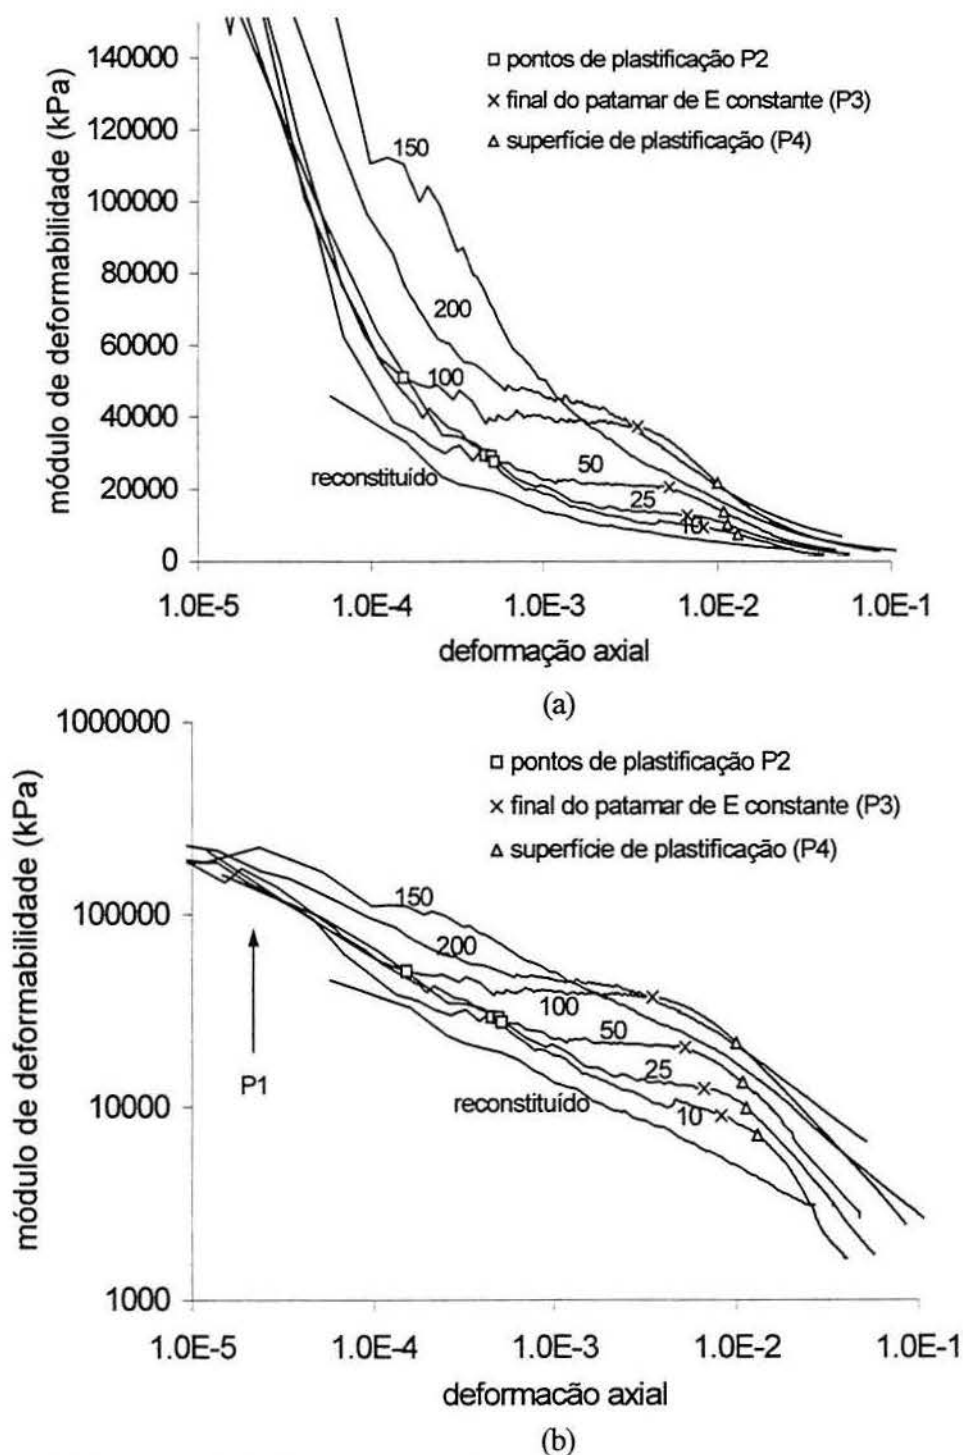 módulo de deformabilidade (kPa)
140000
120000
100000
80000
60000
40000
20000
0
pontos de plastificação P2
final do patamar de E constante (P3)
superfície de plastificação (P4)
150
200
100
50
25
10
reconstituído
1.0E-5 1.0E-4 1.0E-3 1.0E-2 1.0E-1
deformação axial
(a)
módulo de deformabilidade (kPa)
1000000
100000
10000
1000
pontos de plastificação P2
final do patamar de E constante (P3)
superfície de plastificação (P4)
150
200
100
50
25
10
P1
reconstituído
1.0E-5 1.0E-4 1.0E-3 1.0E-2 1.0E-1
deformacão axial
(b)